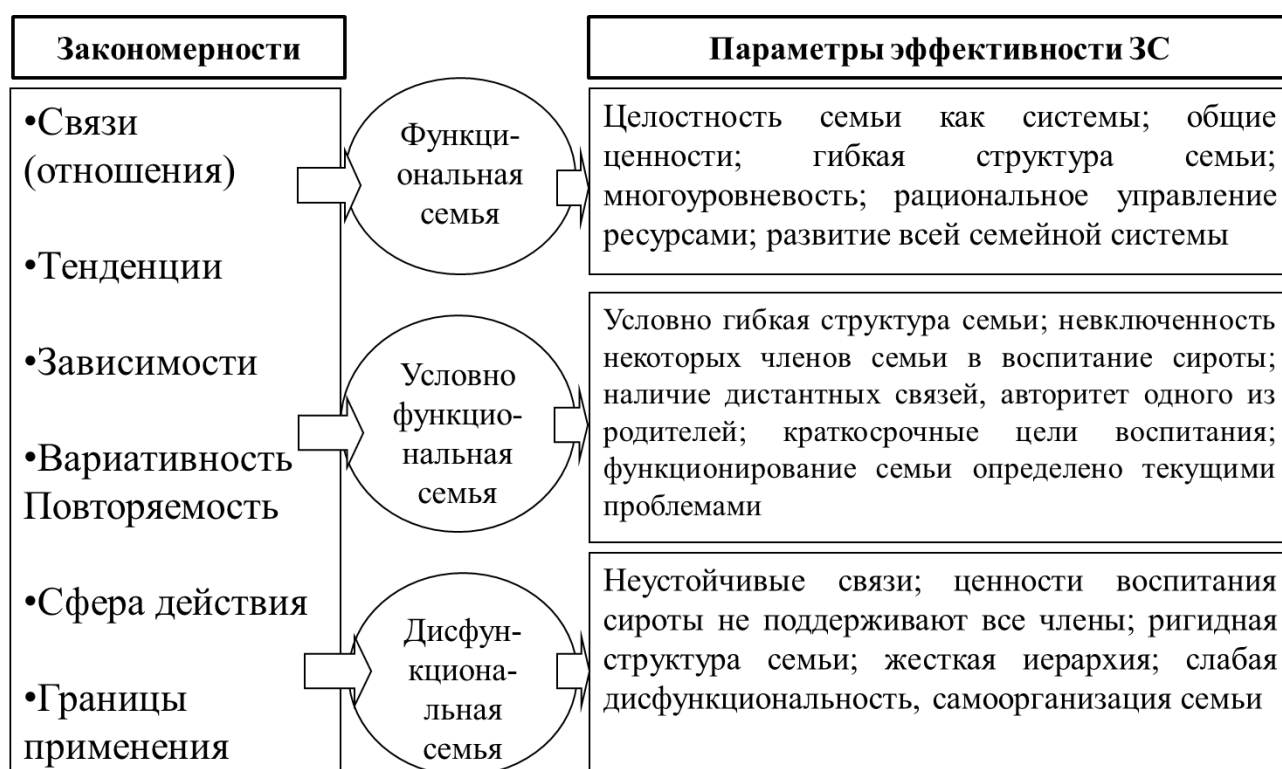 Закономерности
•Связи
(отношения)
•Тенденции
•Зависимости
•Вариативность
Повторяемость
•Сфера действия
•Границы
применения
Функци-
ональная
семья
Условно
функцио-
нальная
семья
Дисфун-
кциона-
льная
семья
Параметры эффективности ЗС
Целостность семьи как системы; общие
ценности; гибкая структура семьи;
многоуровневость; рациональное управление
ресурсами; развитие всей семейной системы
Условно гибкая структура семьи; невключенность
некоторых членов семьи в воспитание сироты;
наличие дистантных связей, авторитет одного из
родителей; краткосрочные цели воспитания;
функционирование семьи определено текущими
проблемами
Неустойчивые связи; ценности воспитания
сироты не поддерживают все члены; ригидная
структура семьи; жесткая иерархия; слабая
дисфункциональность, самоорганизация семьи